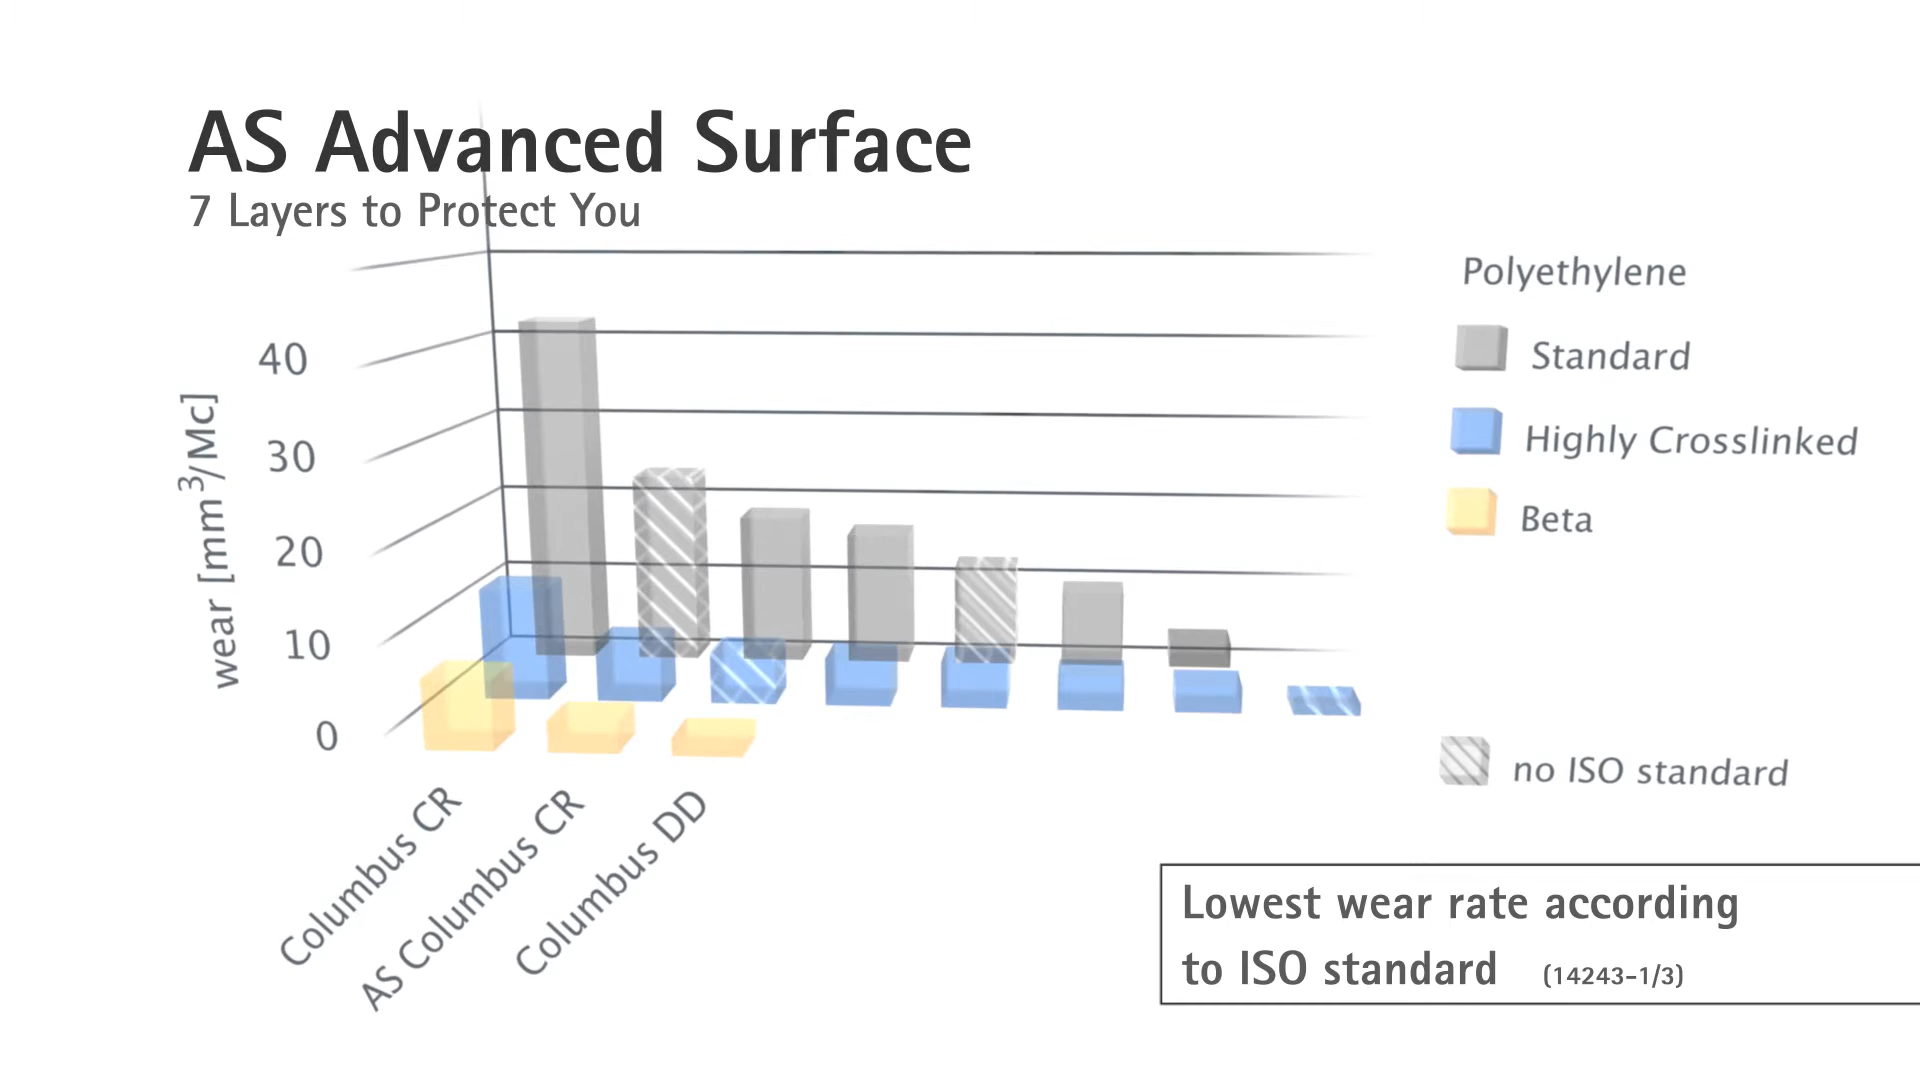 AS Advanced Surface
7 Layers to Protect You
Polyethylene
Standard
Highly Crosslinked
Beta
no ISO standard
wear [mm³/Mc]
40
30
20
10
0
Columbus CR
AS Columbus CR
Columbus DD
Lowest wear rate according
to ISO standard (14243-1/3)